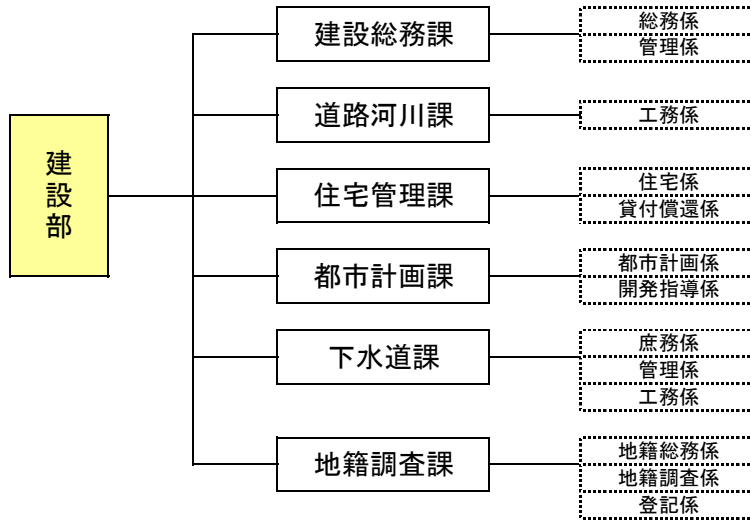 建設部
建設総務課
総務係
管理係
道路河川課
工務係
住宅管理課
住宅係
貸付償還係
都市計画課
都市計画係
開発指導係
下水道課
庶務係
管理係
工務係
地籍調査課
地籍総務係
地籍調査係
登記係